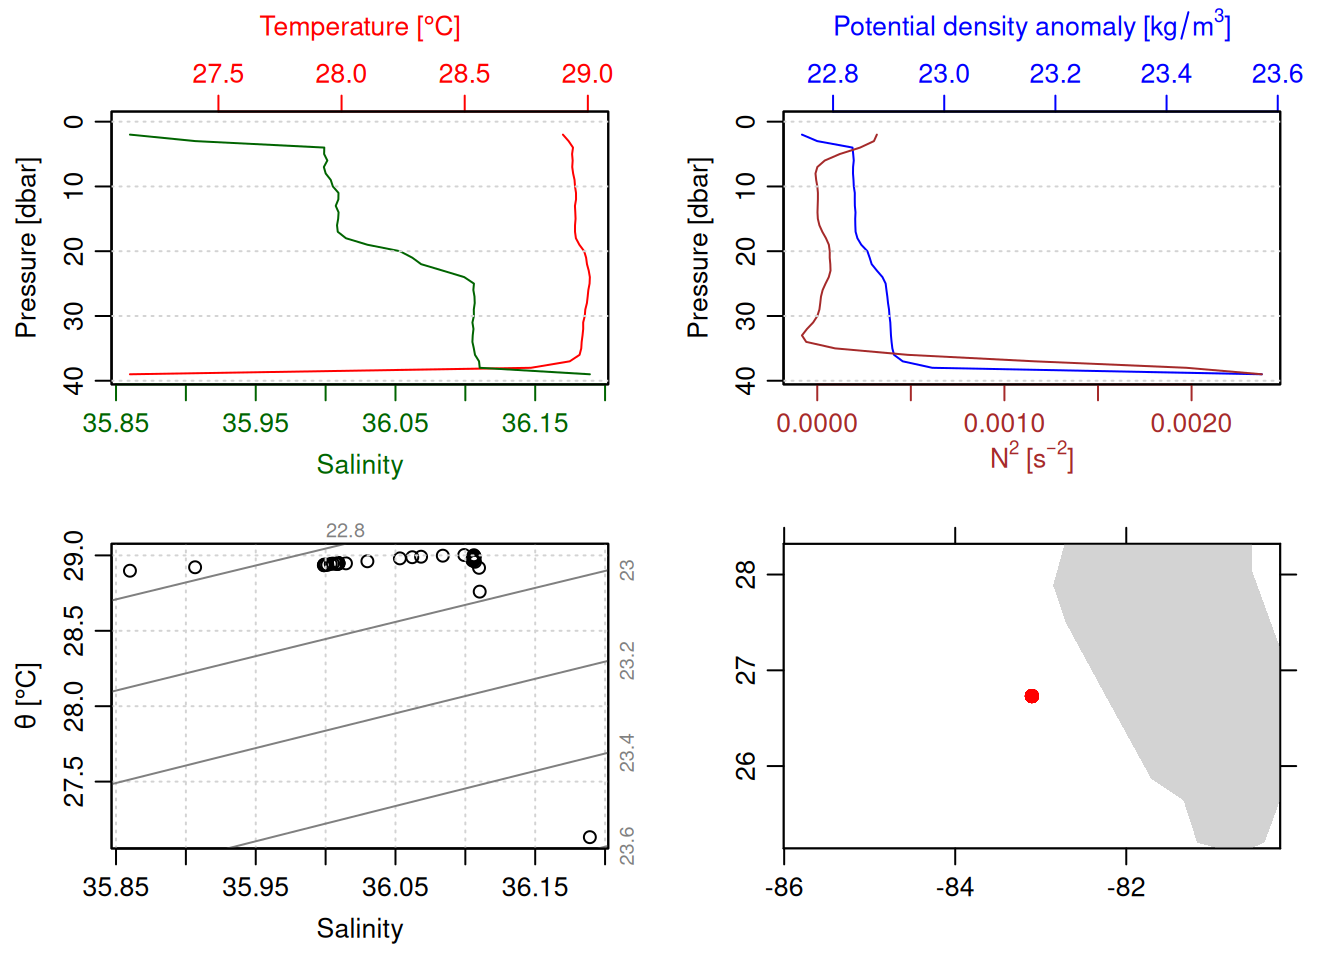 Temperature [°C]
27.5 28.0 28.5 29.0
Pressure [dbar]
0 10 20 30 40
35.85 35.95 36.05 36.15
Salinity
Potential density anomaly [kg/m³]
22.8 23.0 23.2 23.4 23.6
Pressure [dbar]
0 10 20 30 40
0.0000 0.0010 0.0020
N² [s⁻²]
22.8
θ [°C]
29.0 28.5 28.0 27.5
23
23.2
23.4
23.6
35.85 35.95 36.05 36.15
Salinity
28
27
26
-86 -84 -82